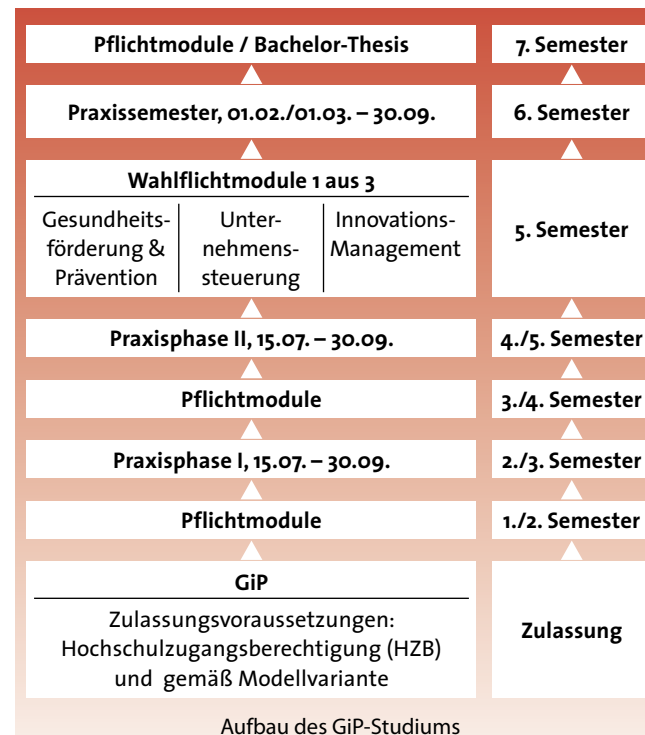 Pflichtmodule / Bachelor-Thesis
7. Semester
Praxissemester, 01.02./01.03. – 30.09.
6. Semester
Wahlflichtmodule 1 aus 3
Gesundheits-
förderung &
Prävention
Unter-
nehmens-
steuerung
Innovations-
Management
5. Semester
Praxisphase II, 15.07. – 30.09.
4./5. Semester
Pflichtmodule
3./4. Semester
Praxisphase I, 15.07. – 30.09.
2./3. Semester
Pflichtmodule
1./2. Semester
GiP
Zulassungsvoraussetzungen:
Hochschulzugangsberechtigung (HZB)
und gemäß Modellvariante
Zulassung
Aufbau des GiP-Studiums